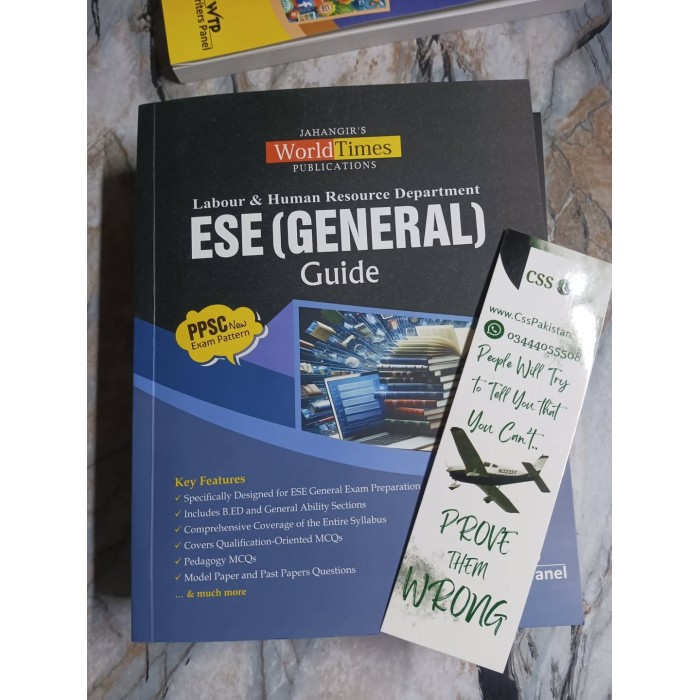 WTP
riters Panel
JAHANGIR'S
WorldTimes
PUBLICATIONS
Labour & Human Resource Department
ESE (GENERAL)
Guide
PPSC New
Exam Pattern
Key Features
✓ Specifically Designed for ESE General Exam Preparation
✓ Includes B.ED and General Ability Sections
✓ Comprehensive Coverage of the Entire Syllabus
✓ Covers Qualification-Oriented MCQs
✓ Pedagogy MCQs
✓ Model Paper and Past Papers Questions
... & much more
Panel
CSS
www.CssPakistan
03444055508
People Will Try
to Tell You that
You Can't..
N3235Y
PROVE
THEM
WRONG